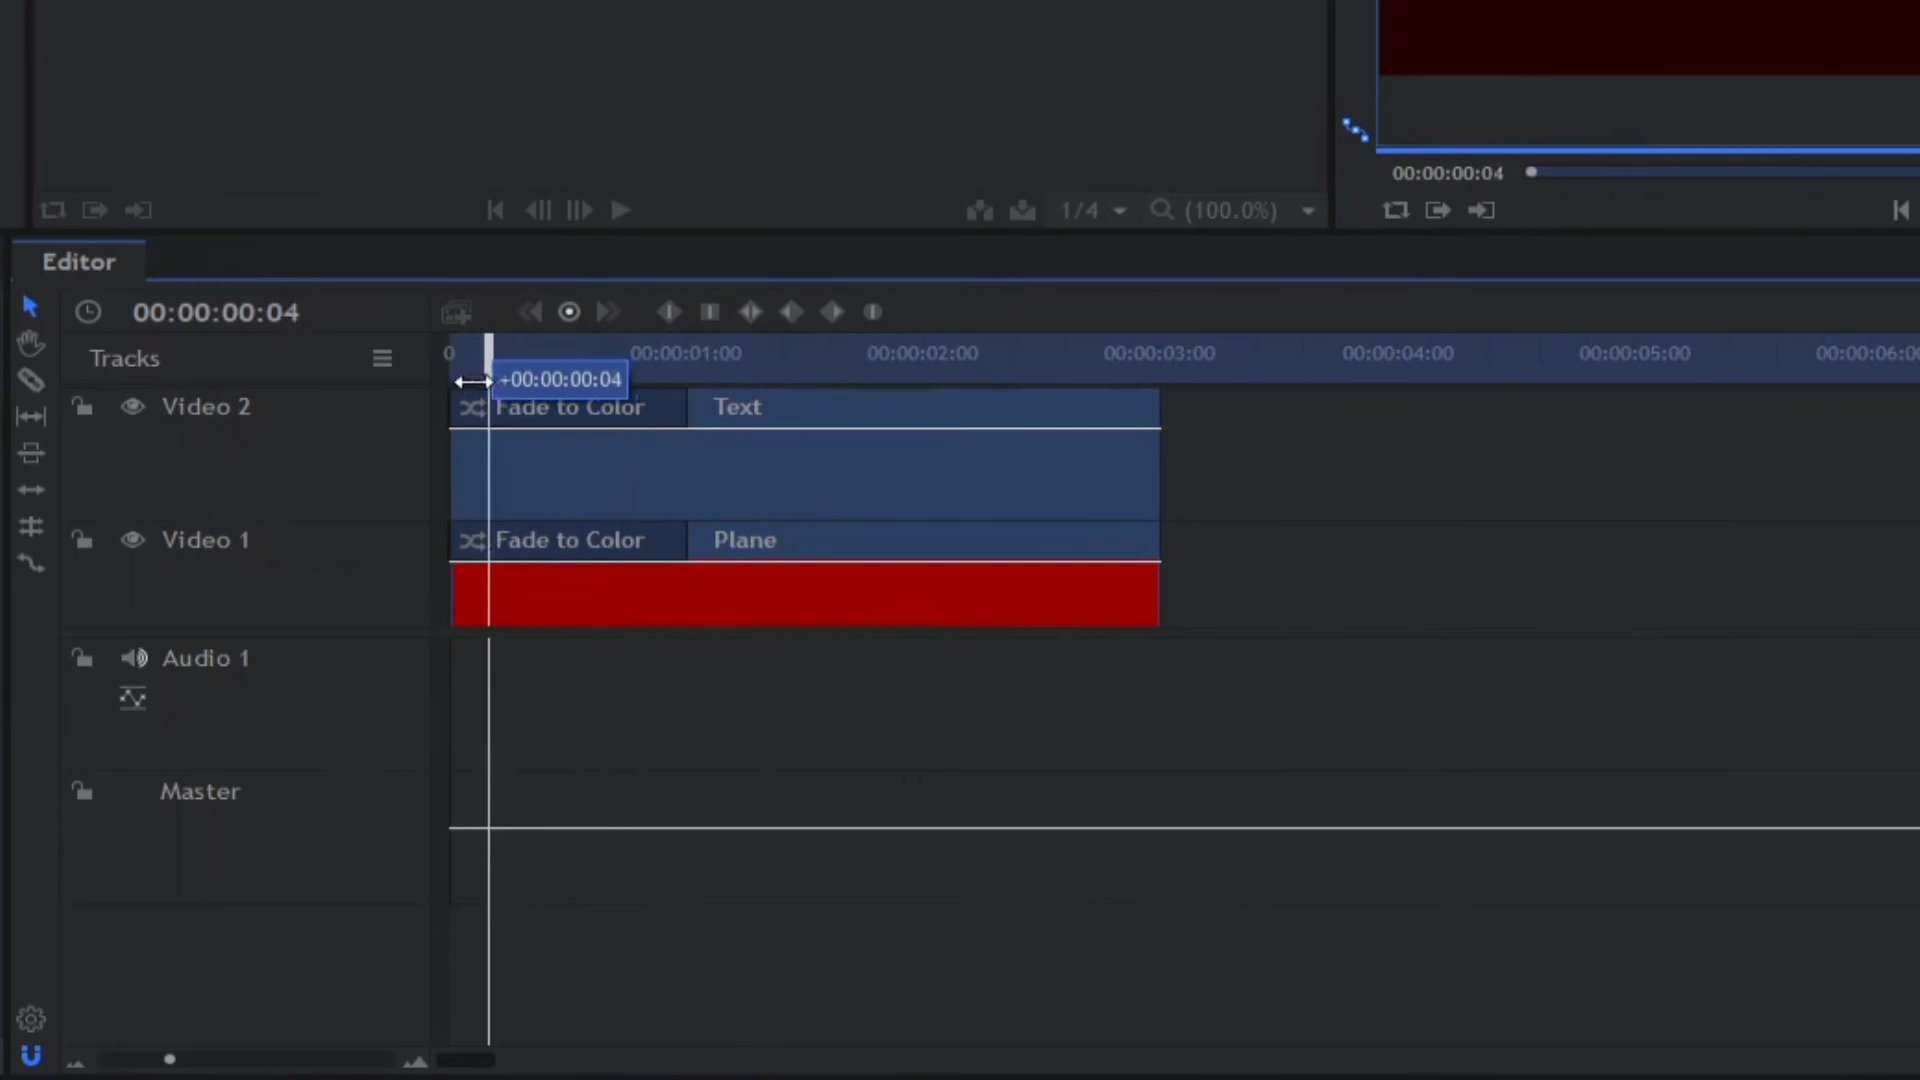 1/4
(100.0%)
00:00:00:04
Editor
00:00:00:04
Tracks
0
00:00:01:00
00:00:02:00
00:00:03:00
00:00:04:00
00:00:05:00
00:00:06:00
+00:00:00:04
Video 2
Fade to Color
Text
Video 1
Fade to Color
Plane
Audio 1
Master